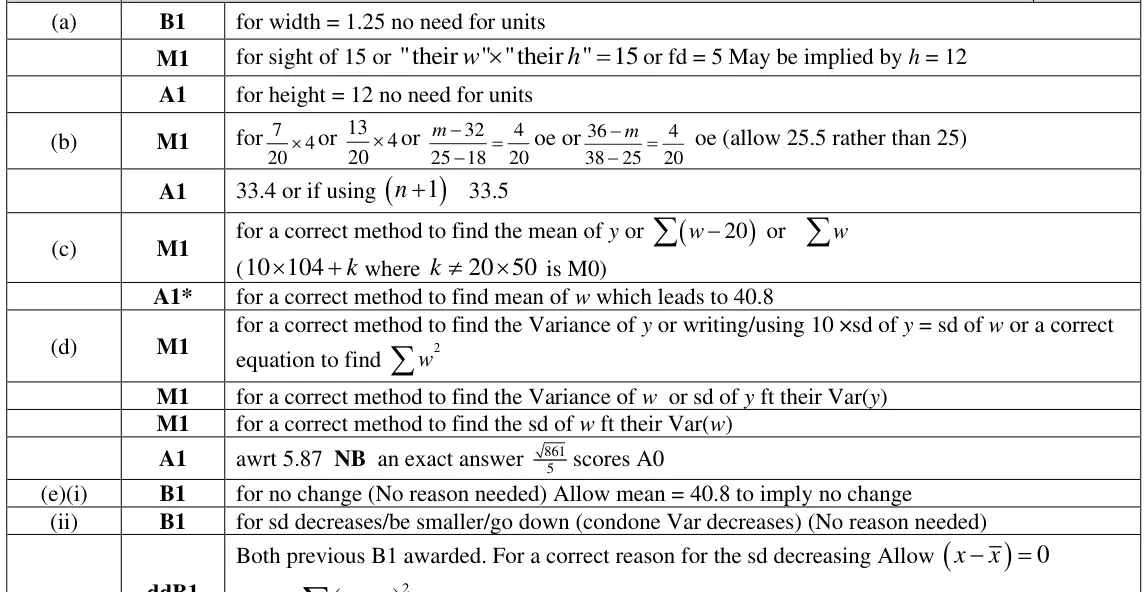 (a) B1 for width = 1.25 no need for units
M1 for sight of 15 or "their w"×"their h" = 15 or fd = 5 May be implied by h = 12
A1 for height = 12 no need for units
(b) M1 for 7/20 × 4 or 13/20 × 4 or (m − 32)/(25 − 18) = 4/20 oe or (36 − m)/(38 − 25) = 4/20 oe (allow 25.5 rather than 25)
A1 33.4 or if using (n + 1) 33.5
(c) M1 for a correct method to find the mean of y or ∑(w − 20) or ∑w
(10×104 + k where k ≠ 20×50 is M0)
A1* for a correct method to find mean of w which leads to 40.8
(d) M1 for a correct method to find the Variance of y or writing/using 10 ×sd of y = sd of w or a correct
equation to find ∑w²
M1 for a correct method to find the Variance of w or sd of y ft their Var(y)
M1 for a correct method to find the sd of w ft their Var(w)
A1 awrt 5.87 NB an exact answer √861/5 scores A0
(e)(i) B1 for no change (No reason needed) Allow mean = 40.8 to imply no change
(ii) B1 for sd decreases/be smaller/go down (condone Var decreases) (No reason needed)
Both previous B1 awarded. For a correct reason for the sd decreasing Allow (x − x̄) = 0
ddB1